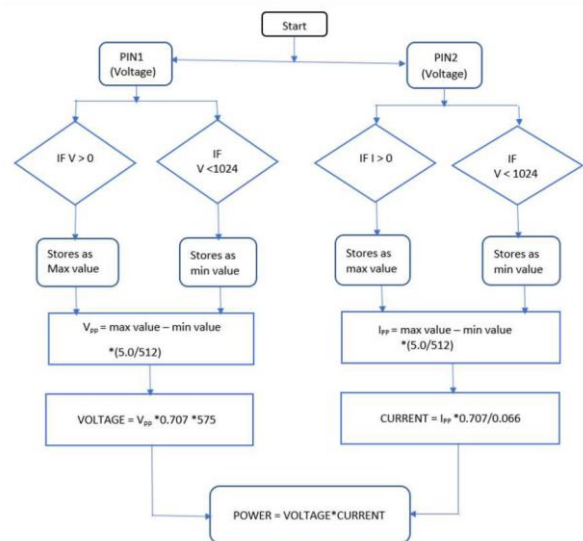 Start
PIN1
(Voltage)
PIN2
(Voltage)
IF V > 0
IF
V <1024
IF I > 0
IF
V < 1024
Stores as
Max value
Stores as
min value
Stores as
max value
Stores as
min value
Vpp = max value – min value
*(5.0/512)
IPP = max value – min value
*(5.0/512)
VOLTAGE = Vpp *0.707 *575
CURRENT = IPP *0.707/0.066
POWER = VOLTAGE*CURRENT